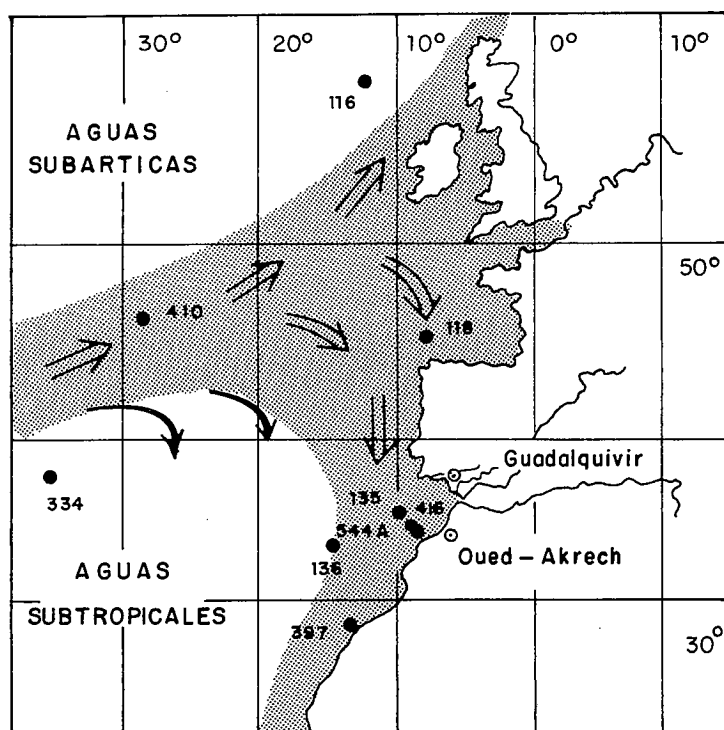 30° 20° 10° 0° 10°
116
AGUAS
SUBARTICAS
50°
410
118
Guadalquivir
334
135 416
544A
Oued-Akrech
136
AGUAS
SUBTROPICALES
397
30°